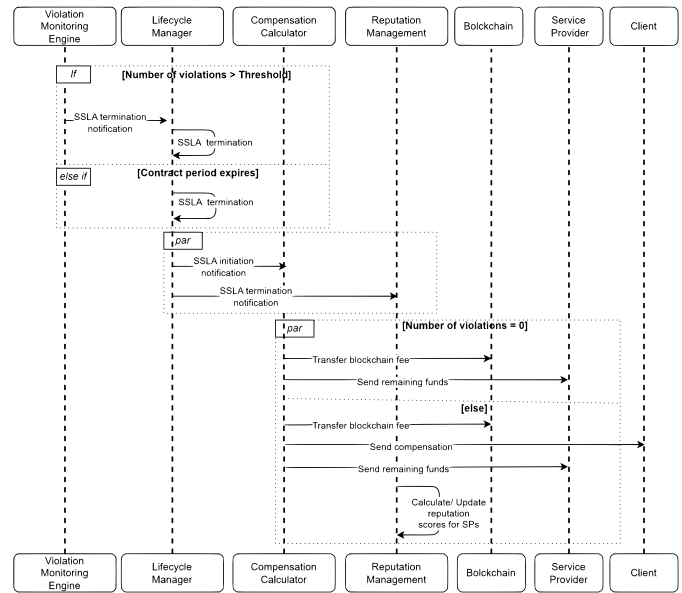 Violation
Monitoring
Engine
Lifecycle
Manager
Compensation
Calculator
Reputation
Management
Bolckchain
Service
Provider
Client
If
[Number of violations > Threshold]
SSLA termination
notification
SSLA termination
else if
[Contract period expires]
SSLA termination
par
SSLA initiation
notification
SSLA termination
notification
par
[Number of violations = 0]
Transfer blockchain fee
Send remaining funds
[else]
Transfer blockchain fee
Send compensation
Send remaining funds
Calculate/ Update
reputation
scores for SPs
Violation
Monitoring
Engine
Lifecycle
Manager
Compensation
Calculator
Reputation
Management
Bolckchain
Service
Provider
Client